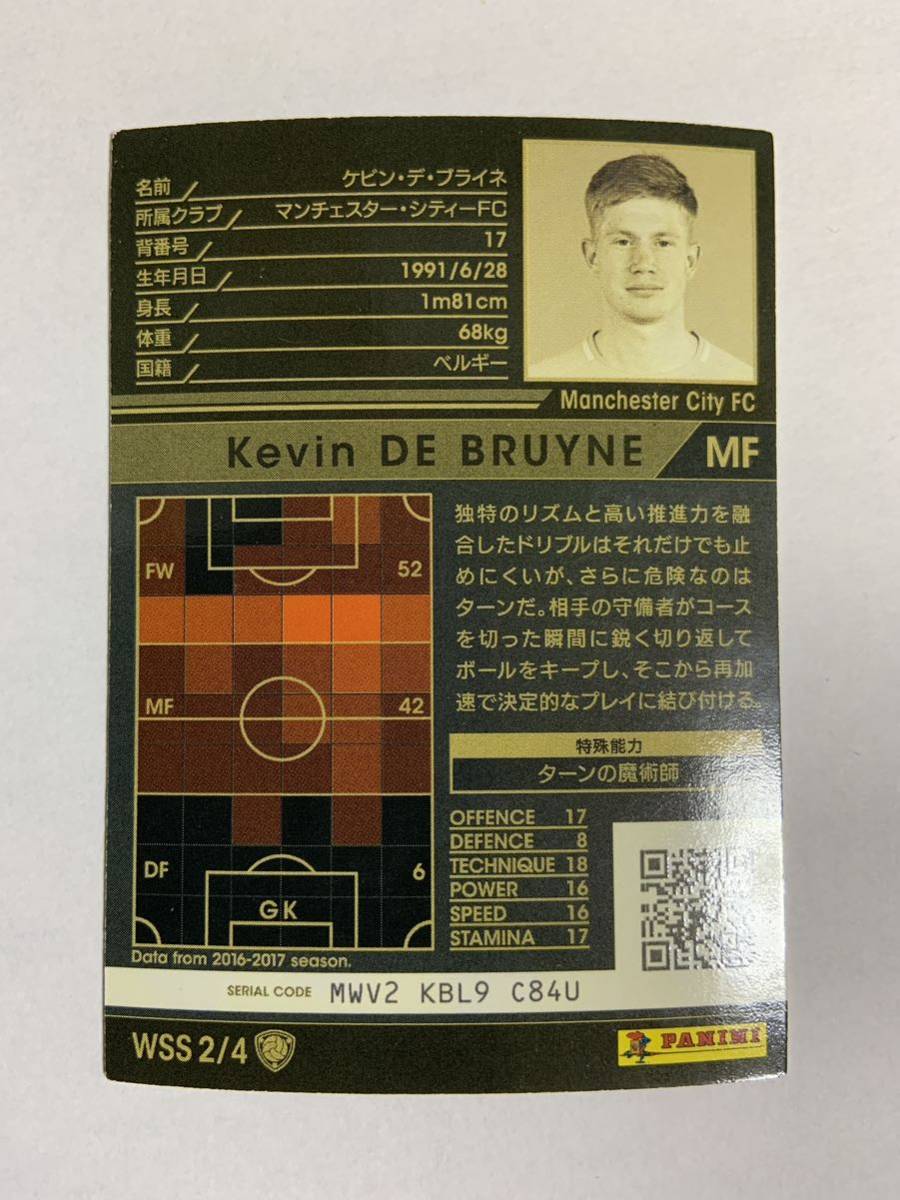 名前 ケビン・デ・ブライネ
所属クラブ マンチェスター・シティーFC
背番号 17
生年月日 1991/6/28
身長 1m81cm
体重 68kg
国籍 ベルギー
Manchester City FC
Kevin DE BRUYNE MF
FW 52
MF 42
DF 6
GK
Data from 2016-2017 season.
独特のリズムと高い推進力を融
合したドリブルはそれだけでも止
めにくいが、さらに危険なのは
ターンだ。相手の守備者がコース
を切った瞬間に鋭く切り返して
ボールをキープし、そこから再加
速で決定的なプレイに結び付ける。
特殊能力
ターンの魔術師
OFFENCE 17
DEFENCE 8
TECHNIQUE 18
POWER 16
SPEED 16
STAMINA 17
SERIAL CODE MWV2 KBL9 C84U
WSS 2/4
PANINI